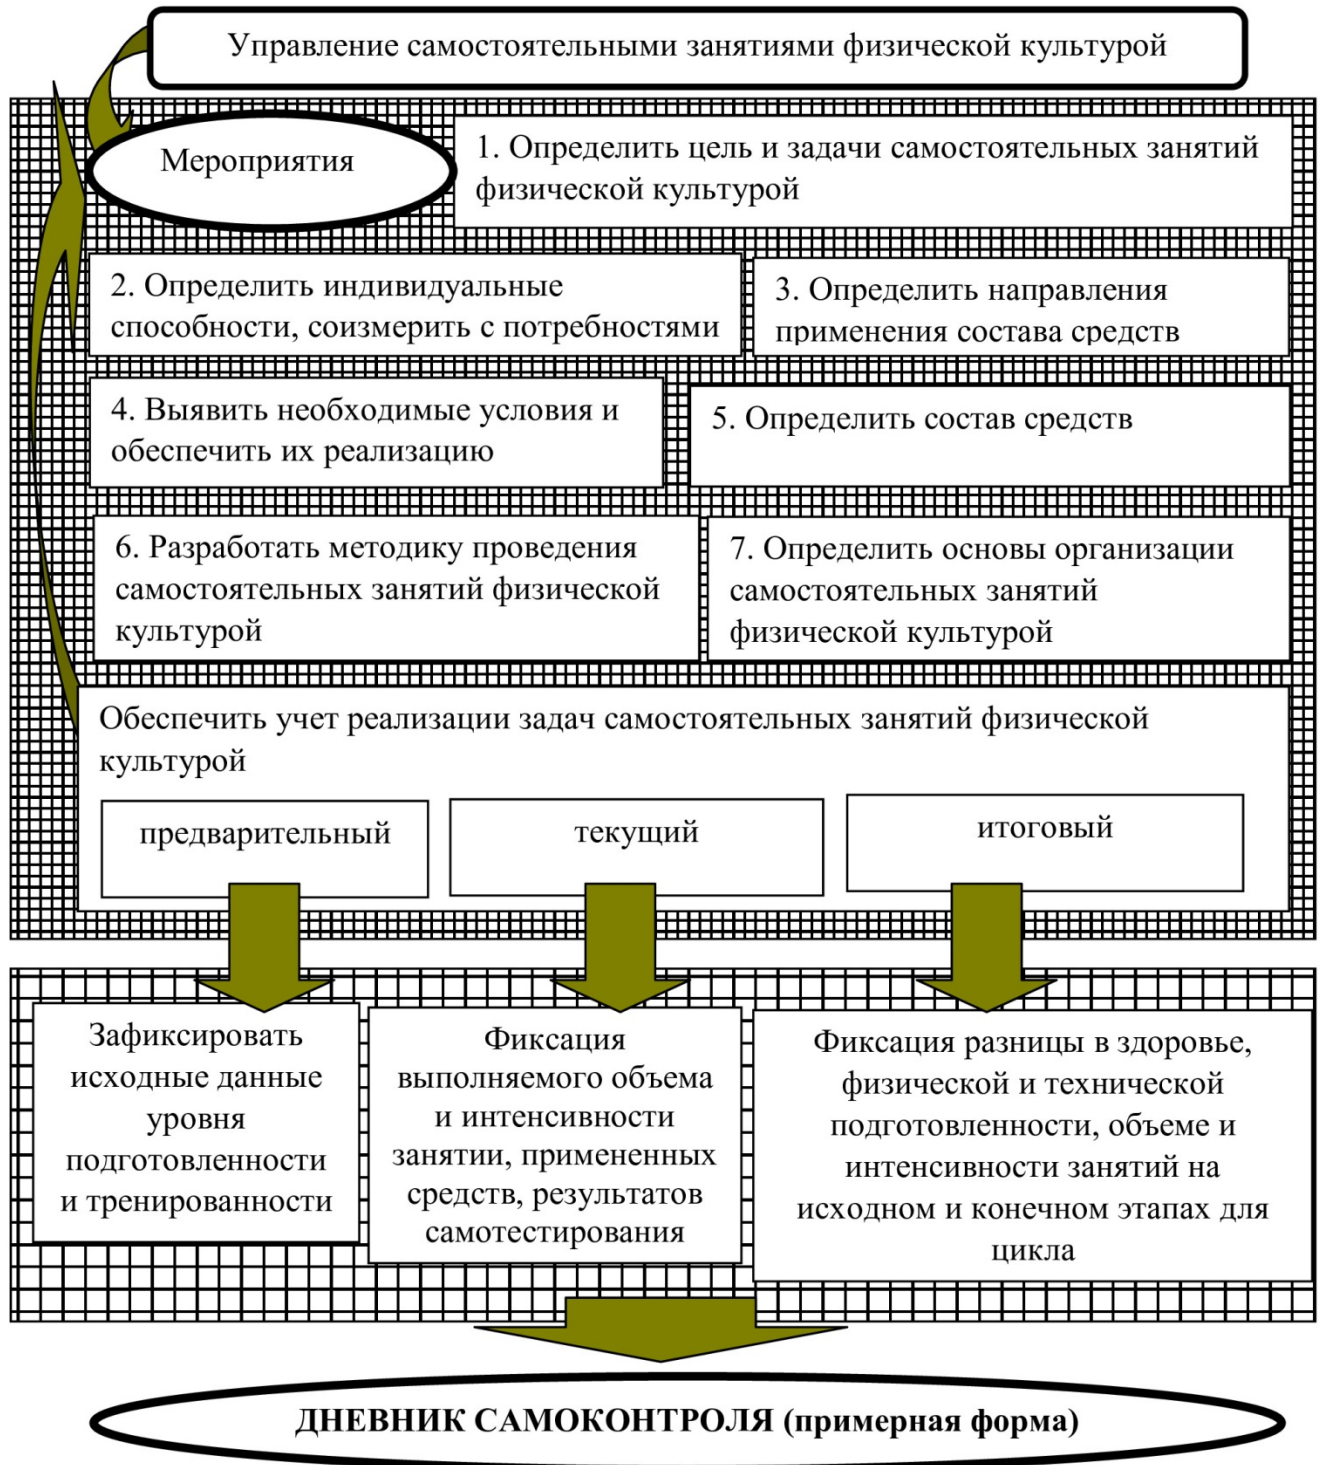 Управление самостоятельными занятиями физической культурой
Мероприятия
1. Определить цель и задачи самостоятельных занятий
физической культурой
2. Определить индивидуальные
способности, соизмерить с потребностями
3. Определить направления
применения состава средств
4. Выявить необходимые условия и
обеспечить их реализацию
5. Определить состав средств
6. Разработать методику проведения
самостоятельных занятий физической
культурой
7. Определить основы организации
самостоятельных занятий
физической культурой
Обеспечить учет реализации задач самостоятельных занятий физической
культурой
предварительный
текущий
итоговый
Зафиксировать
исходные данные
уровня
подготовленности
и тренированности
Фиксация
выполняемого объема
и интенсивности
занятии, примененных
средств, результатов
самотестирования
Фиксация разницы в здоровье,
физической и технической
подготовленности, объеме и
интенсивности занятий на
исходном и конечном этапах для
цикла
ДНЕВНИК САМОКОНТРОЛЯ (примерная форма)